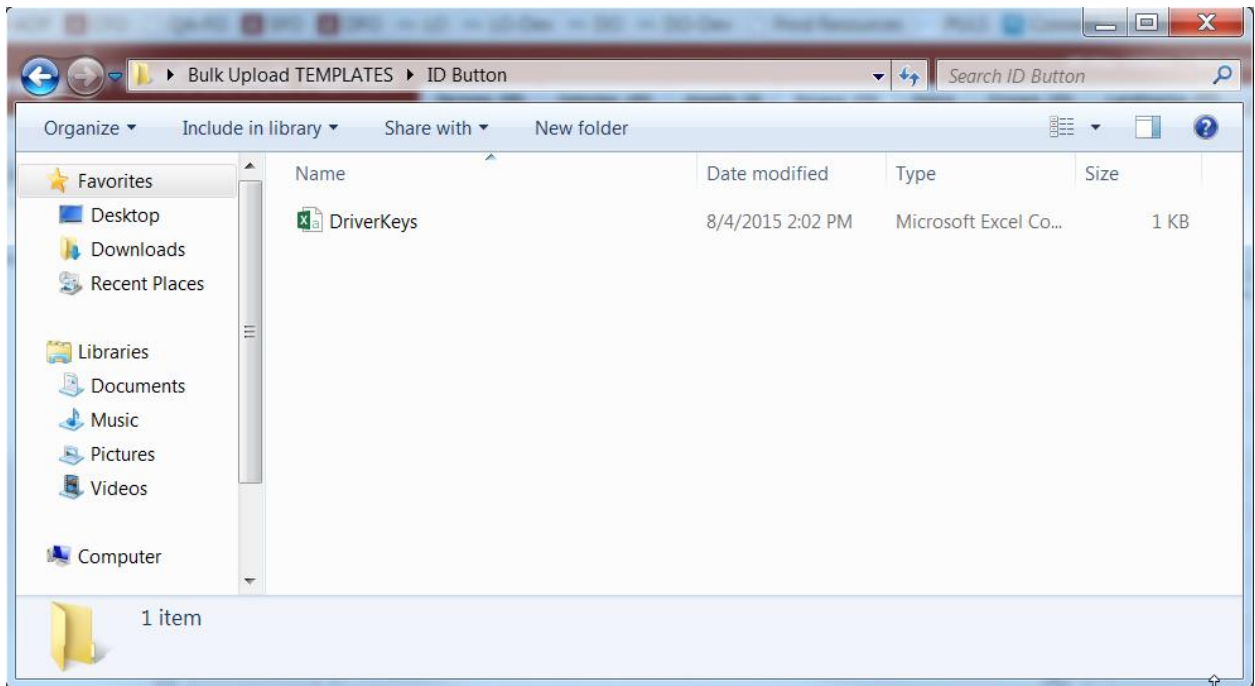 Bulk Upload TEMPLATES ID Button
Search ID Button
Organize Include in library Share with New folder
Name Date modified Type Size
DriverKeys 8/4/2015 2:02 PM Microsoft Excel Co... 1 KB
Favorites
Desktop
Downloads
Recent Places
Libraries
Documents
Music
Pictures
Videos
Computer
1 item